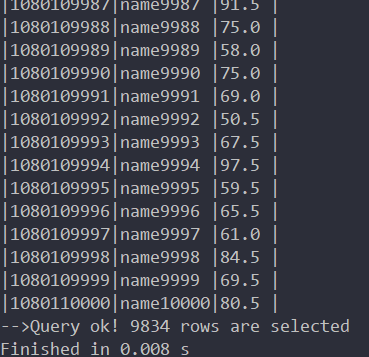 |1080109987|name9987 |91.5 |
|1080109988|name9988 |75.0 |
|1080109989|name9989 |58.0 |
|1080109990|name9990 |75.0 |
|1080109991|name9991 |69.0 |
|1080109992|name9992 |50.5 |
|1080109993|name9993 |67.5 |
|1080109994|name9994 |97.5 |
|1080109995|name9995 |59.5 |
|1080109996|name9996 |65.5 |
|1080109997|name9997 |61.0 |
|1080109998|name9998 |84.5 |
|1080109999|name9999 |69.5 |
|1080110000|name10000|80.5 |
-->Query ok! 9834 rows are selected
Finished in 0.008 s